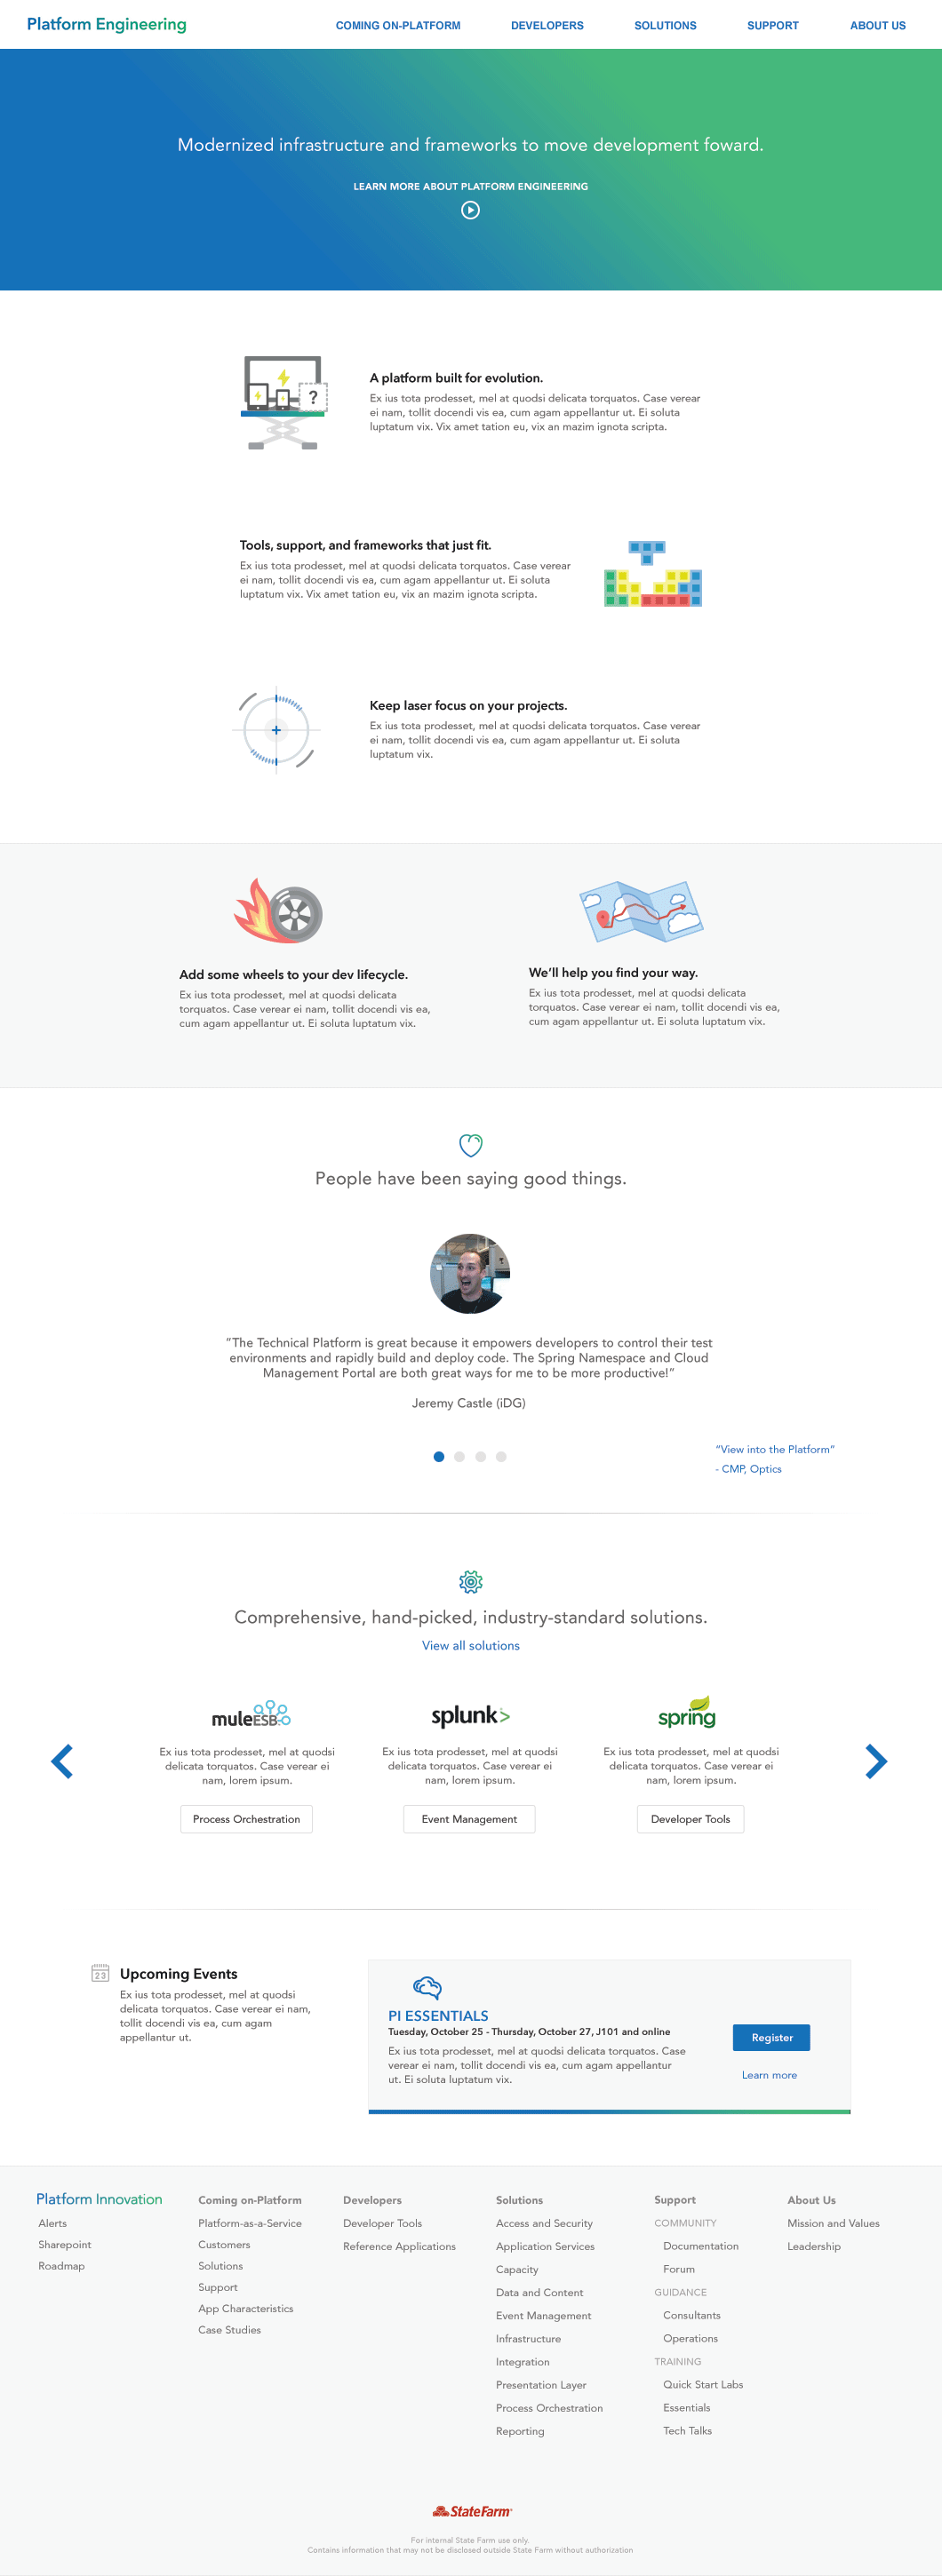 Platform Engineering
COMING ON-PLATFORM
DEVELOPERS
SOLUTIONS
SUPPORT
ABOUT US
Modernized infrastructure and frameworks to move development foward.
LEARN MORE ABOUT PLATFORM ENGINEERING
?
A platform built for evolution.
Ex ius tota prodesset, mel at quodsi delicata torquatos. Case verear
ei nam, tollit docendi vis ea, cum agam appellantur ut. Ei soluta
luptatum vix. Vix amet tation eu, vix an mazim ignota scripta.
Tools, support, and frameworks that just fit.
Ex ius tota prodesset, mel at quodsi delicata torquatos. Case verear
ei nam, tollit docendi vis ea, cum agam appellantur ut. Ei soluta
luptatum vix. Vix amet tation eu, vix an mazim ignota scripta.
Keep laser focus on your projects.
Ex ius tota prodesset, mel at quodsi delicata torquatos. Case verear
ei nam, tollit docendi vis ea, cum agam appellantur ut. Ei soluta
luptatum vix.
Add some wheels to your dev lifecycle.
Ex ius tota prodesset, mel at quodsi delicata
torquatos. Case verear ei nam, tollit docendi vis ea,
cum agam appellantur ut. Ei soluta luptatum vix.
We'll help you find your way.
Ex ius tota prodesset, mel at quodsi delicata
torquatos. Case verear ei nam, tollit docendi vis ea,
cum agam appellantur ut. Ei soluta luptatum vix.
People have been saying good things.
“The Technical Platform is great because it empowers developers to control their test
environments and rapidly build and deploy code. The Spring Namespace and Cloud
Management Portal are both great ways for me to be more productive!”
Jeremy Castle (iDG)
“View into the Platform”
- CMP, Optics
Comprehensive, hand-picked, industry-standard solutions.
View all solutions
muleESB
Ex ius tota prodesset, mel at quodsi
delicata torquatos. Case verear ei
nam, lorem ipsum.
Process Orchestration
splunk>
Ex ius tota prodesset, mel at quodsi
delicata torquatos. Case verear ei
nam, lorem ipsum.
Event Management
spring
Ex ius tota prodesset, mel at quodsi
delicata torquatos. Case verear ei
nam, lorem ipsum.
Developer Tools
23
Upcoming Events
Ex ius tota prodesset, mel at quodsi
delicata torquatos. Case verear ei nam,
tollit docendi vis ea, cum agam
appellantur ut.
PI ESSENTIALS
Tuesday, October 25 - Thursday, October 27, J101 and online
Ex ius tota prodesset, mel at quodsi delicata torquatos. Case
verear ei nam, tollit docendi vis ea, cum agam appellantur
ut. Ei soluta luptatum vix.
Register
Learn more
Platform Innovation
Alerts
Sharepoint
Roadmap
Coming on-Platform
Platform-as-a-Service
Customers
Solutions
Support
App Characteristics
Case Studies
Developers
Developer Tools
Reference Applications
Solutions
Access and Security
Application Services
Capacity
Data and Content
Event Management
Infrastructure
Integration
Presentation Layer
Process Orchestration
Reporting
Support
COMMUNITY
Documentation
Forum
GUIDANCE
Consultants
Operations
TRAINING
Quick Start Labs
Essentials
Tech Talks
About Us
Mission and Values
Leadership
StateFarm
For internal State Farm use only.
Contains information that may not be disclosed outside State Farm without authorization